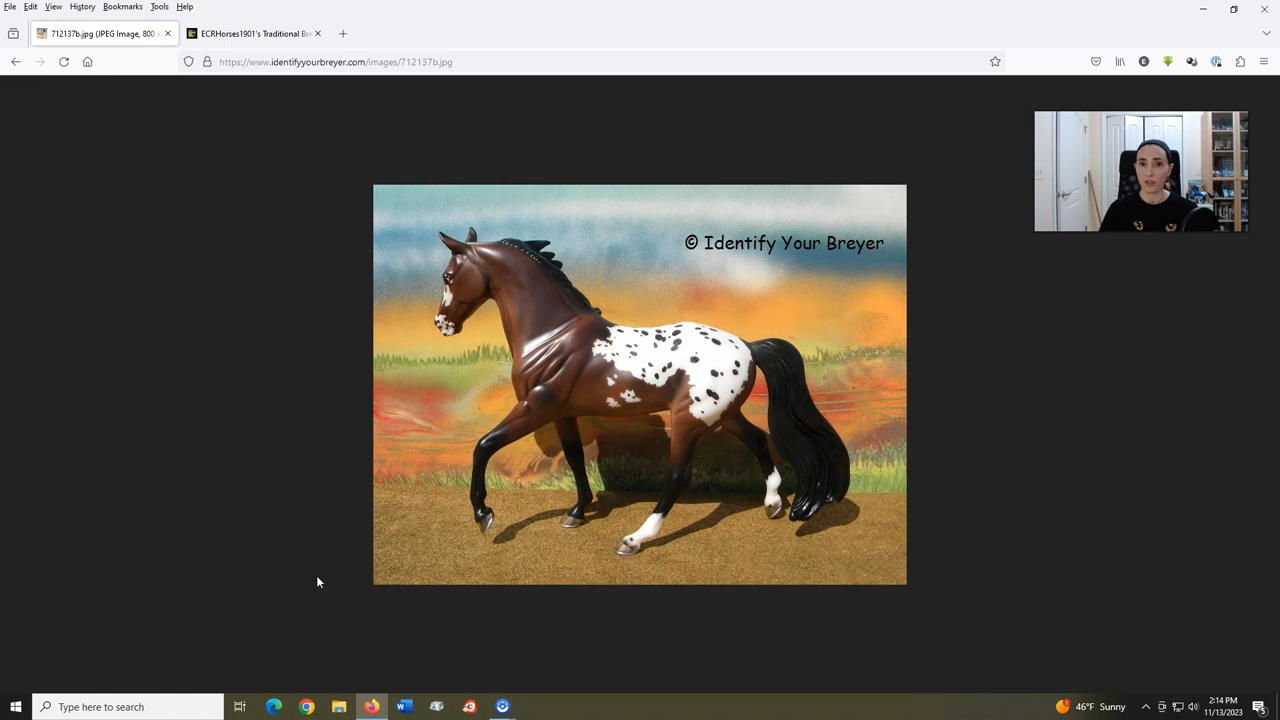 File Edit View History Bookmarks Tools Help
712137b.jpg (JPEG Image, 800
ECRHorses1901's Traditional Bre
https://www.identifyyourbreyer.com/images/712137b.jpg
© Identify Your Breyer
Type here to search
46°F Sunny
2:14 PM
11/13/2023